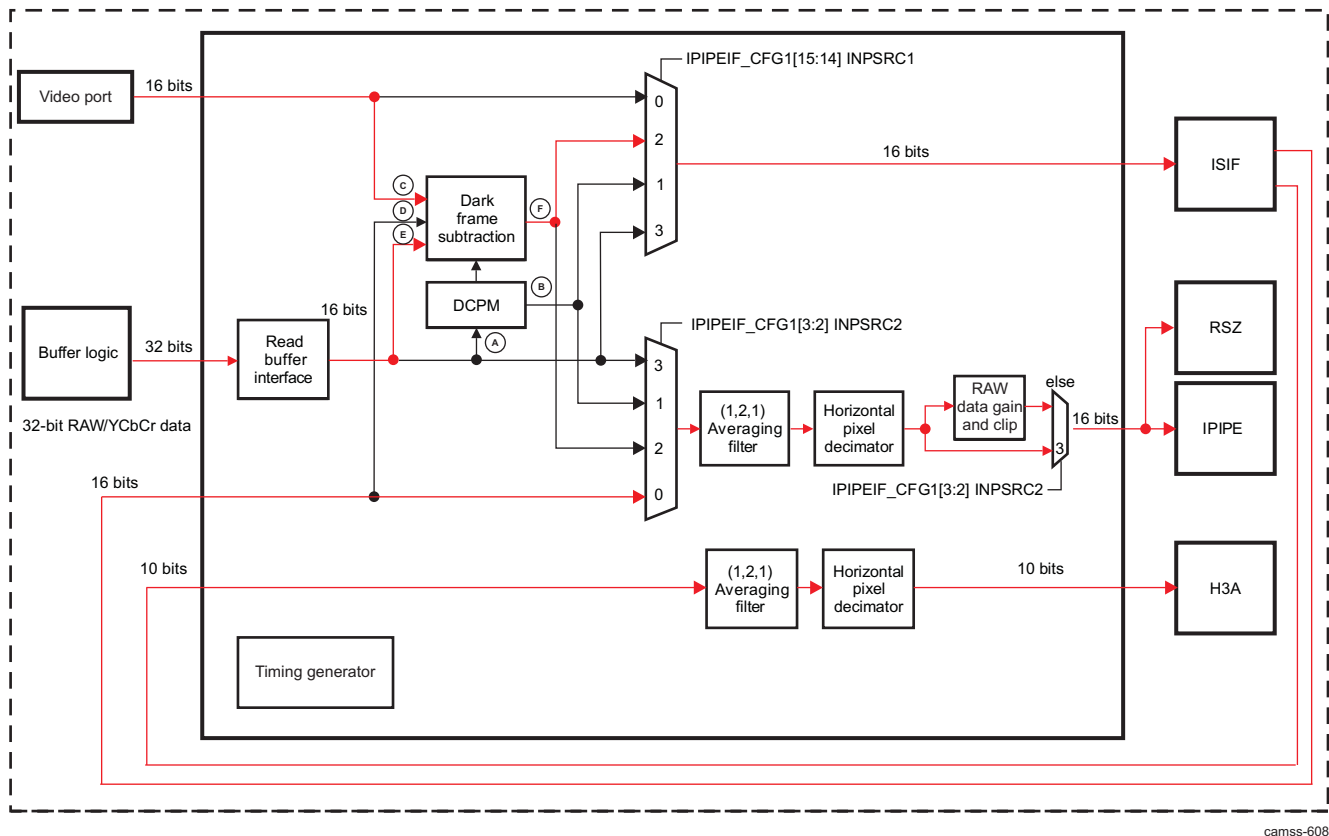 IPIPEIF_CFG1[15:14] INPSRC1
Video port
16 bits
0
2
1
3
16 bits
ISIF
C
D
E
F
Dark
frame
subtraction
B
DCPM
A
16 bits
Buffer logic
32 bits
Read
buffer
interface
32-bit RAW/YCbCr data
IPIPEIF_CFG1[3:2] INPSRC2
3
1
2
0
(1,2,1)
Averaging
filter
Horizontal
pixel
decimator
RAW
data gain
and clip
else
3
16 bits
IPIPEIF_CFG1[3:2] INPSRC2
RSZ
IPIPE
16 bits
10 bits
(1,2,1)
Averaging
filter
Horizontal
pixel
decimator
10 bits
H3A
Timing generator
camss-608